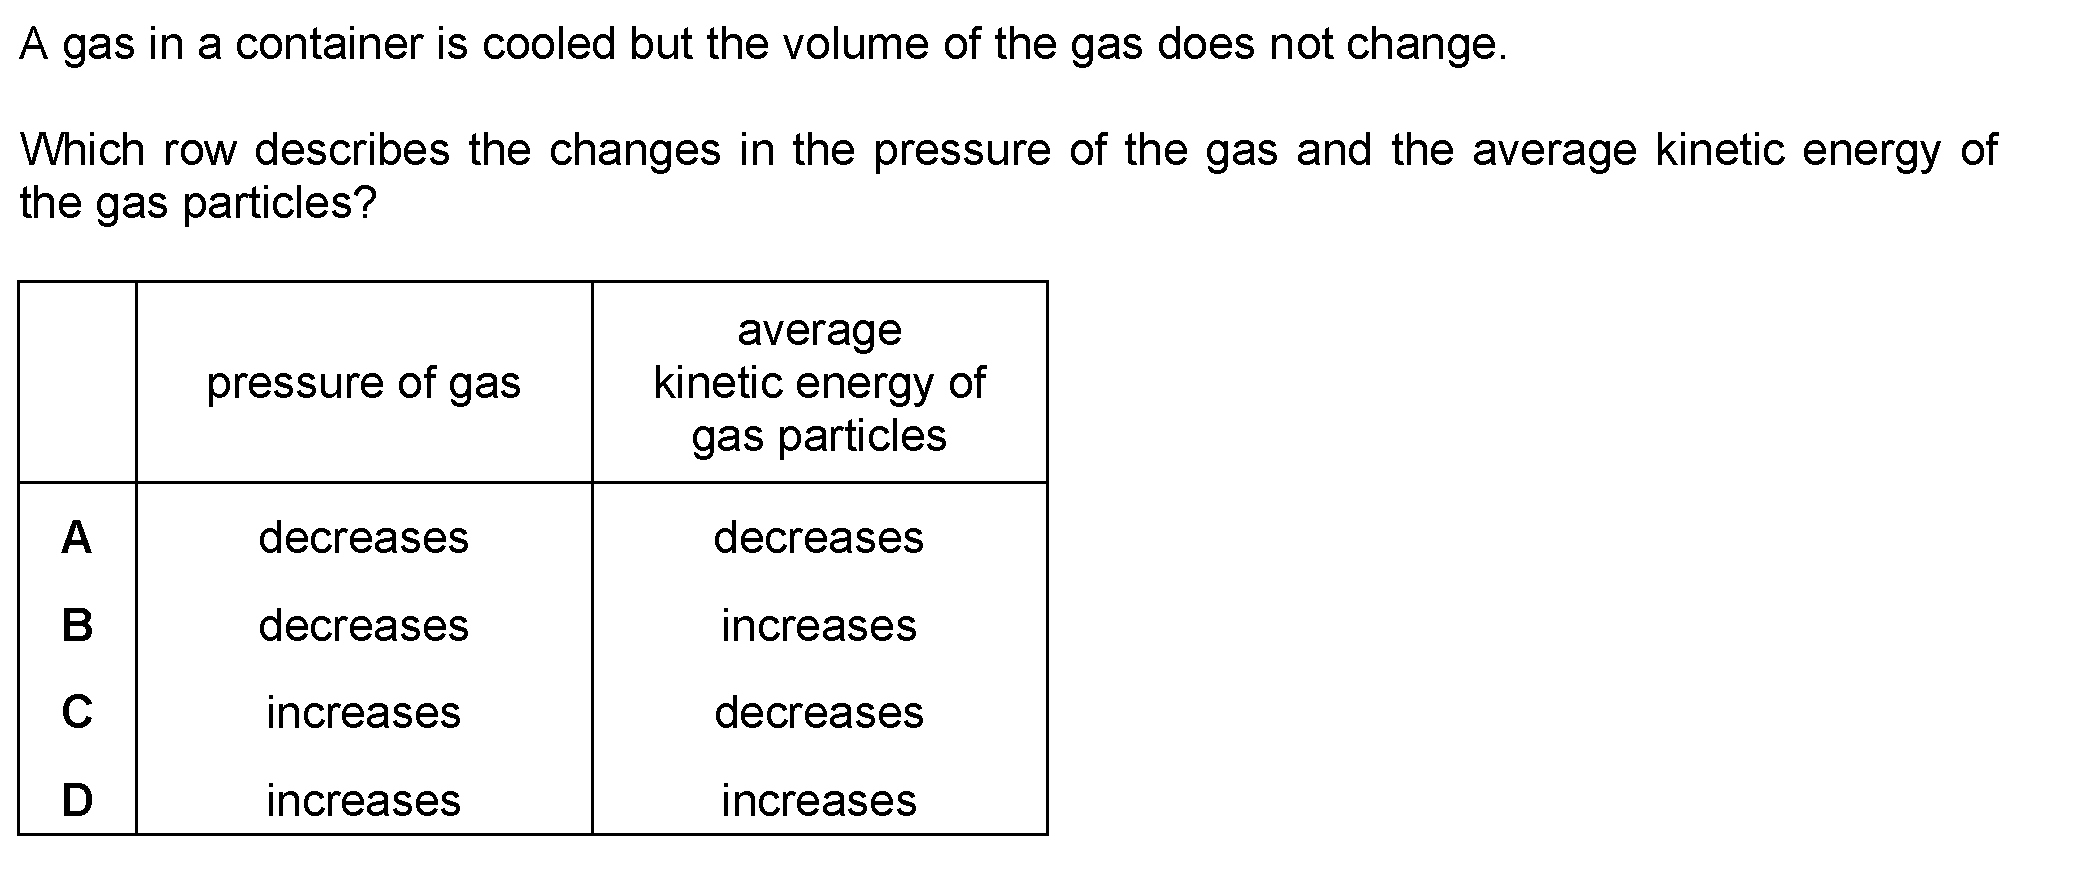 A gas in a container is cooled but the volume of the gas does not change.
Which row describes the changes in the pressure of the gas and the average kinetic energy of
the gas particles?
pressure of gas
average
kinetic energy of
gas particles
A decreases decreases
B decreases increases
C increases decreases
D increases increases